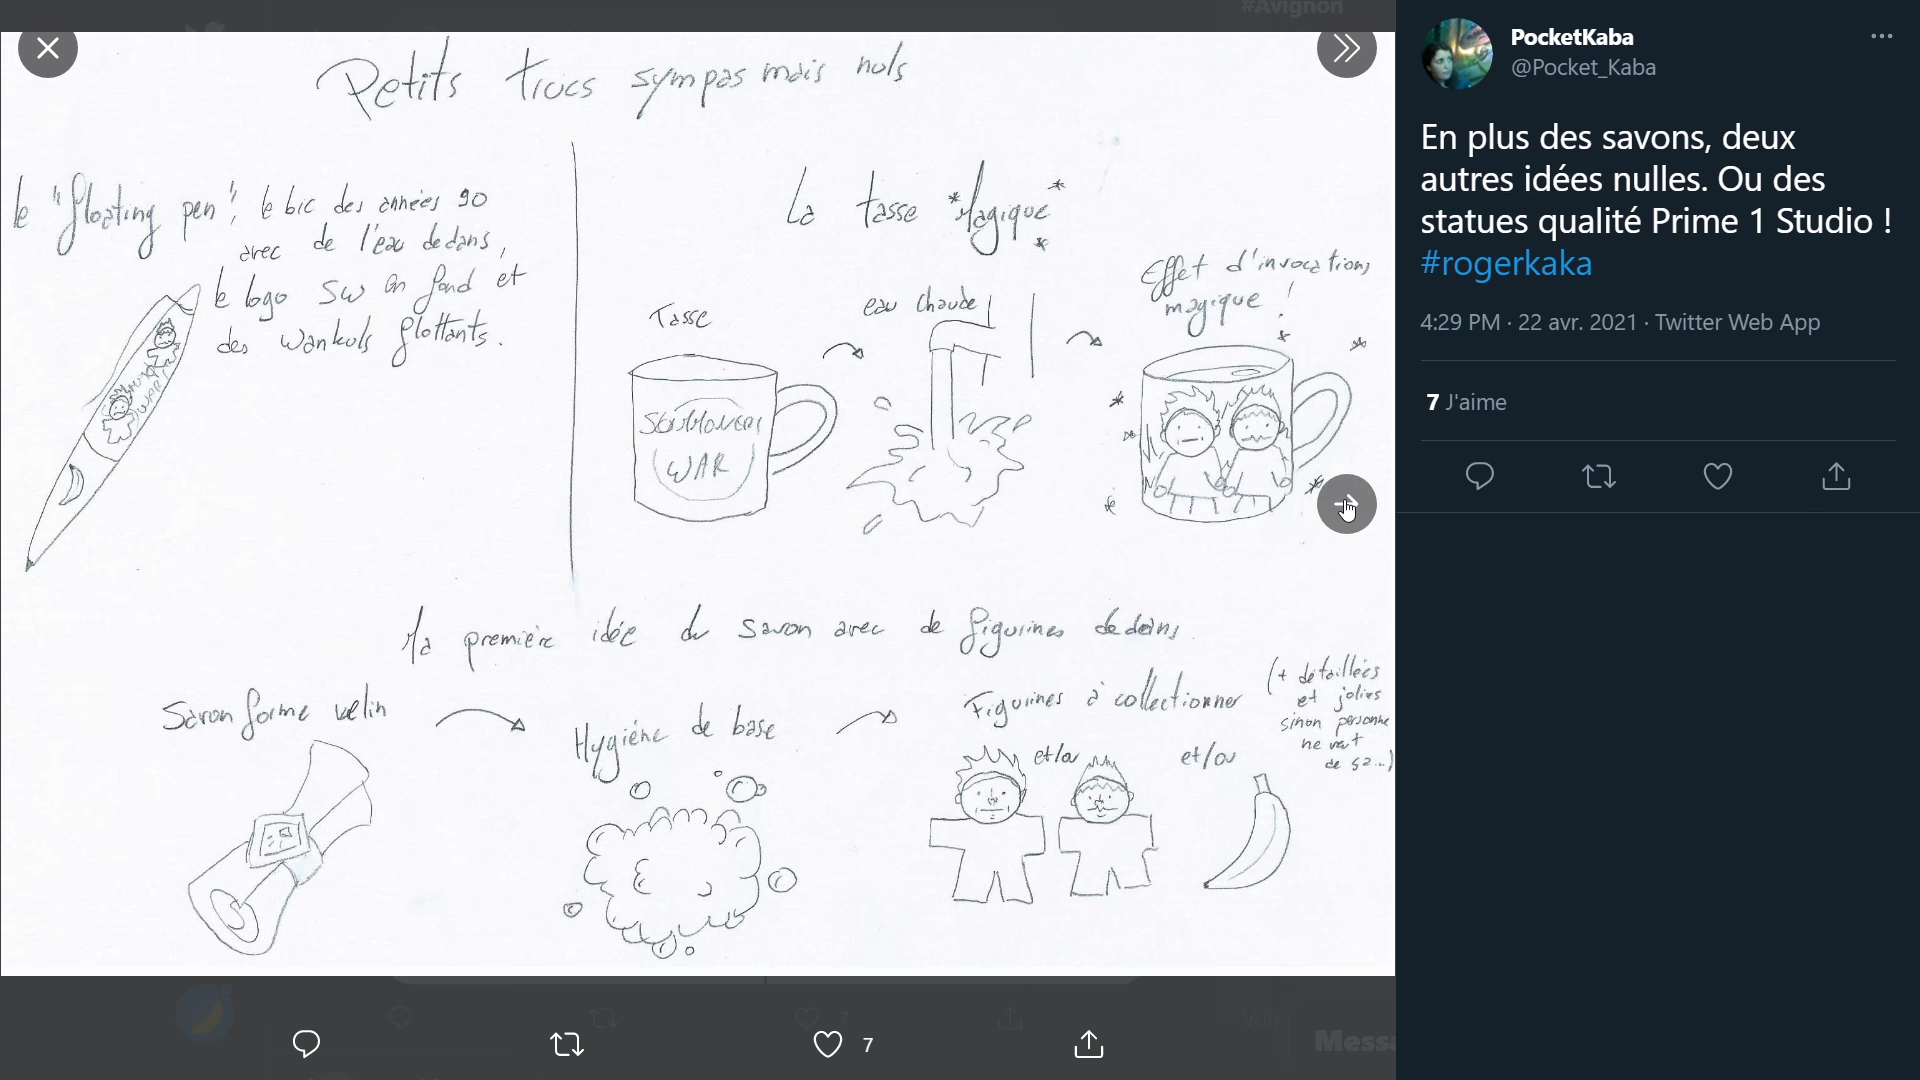 #Avignon
Petits trucs sympas mais nuls
le "floating pen", le bic des années 90
avec de l'eau dedans,
le logo SW en fond et
des wankuls flottants.
La tasse *Magique*
Tasse
eau chaude
Effet d'invocations
magique !
WAR
Ma première idée du savon avec de figurines dedans.
Savon forme velin
Hygiène de base
Figurines à collectionner
(+ détaillées
et jolies
sinon personne
ne veut
de ça...)
et/ou
et/ou
7
PocketKaba
@Pocket_Kaba
En plus des savons, deux
autres idées nulles. Ou des
statues qualité Prime 1 Studio !
#rogerkaka
4:29 PM · 22 avr. 2021 · Twitter Web App
7 J'aime